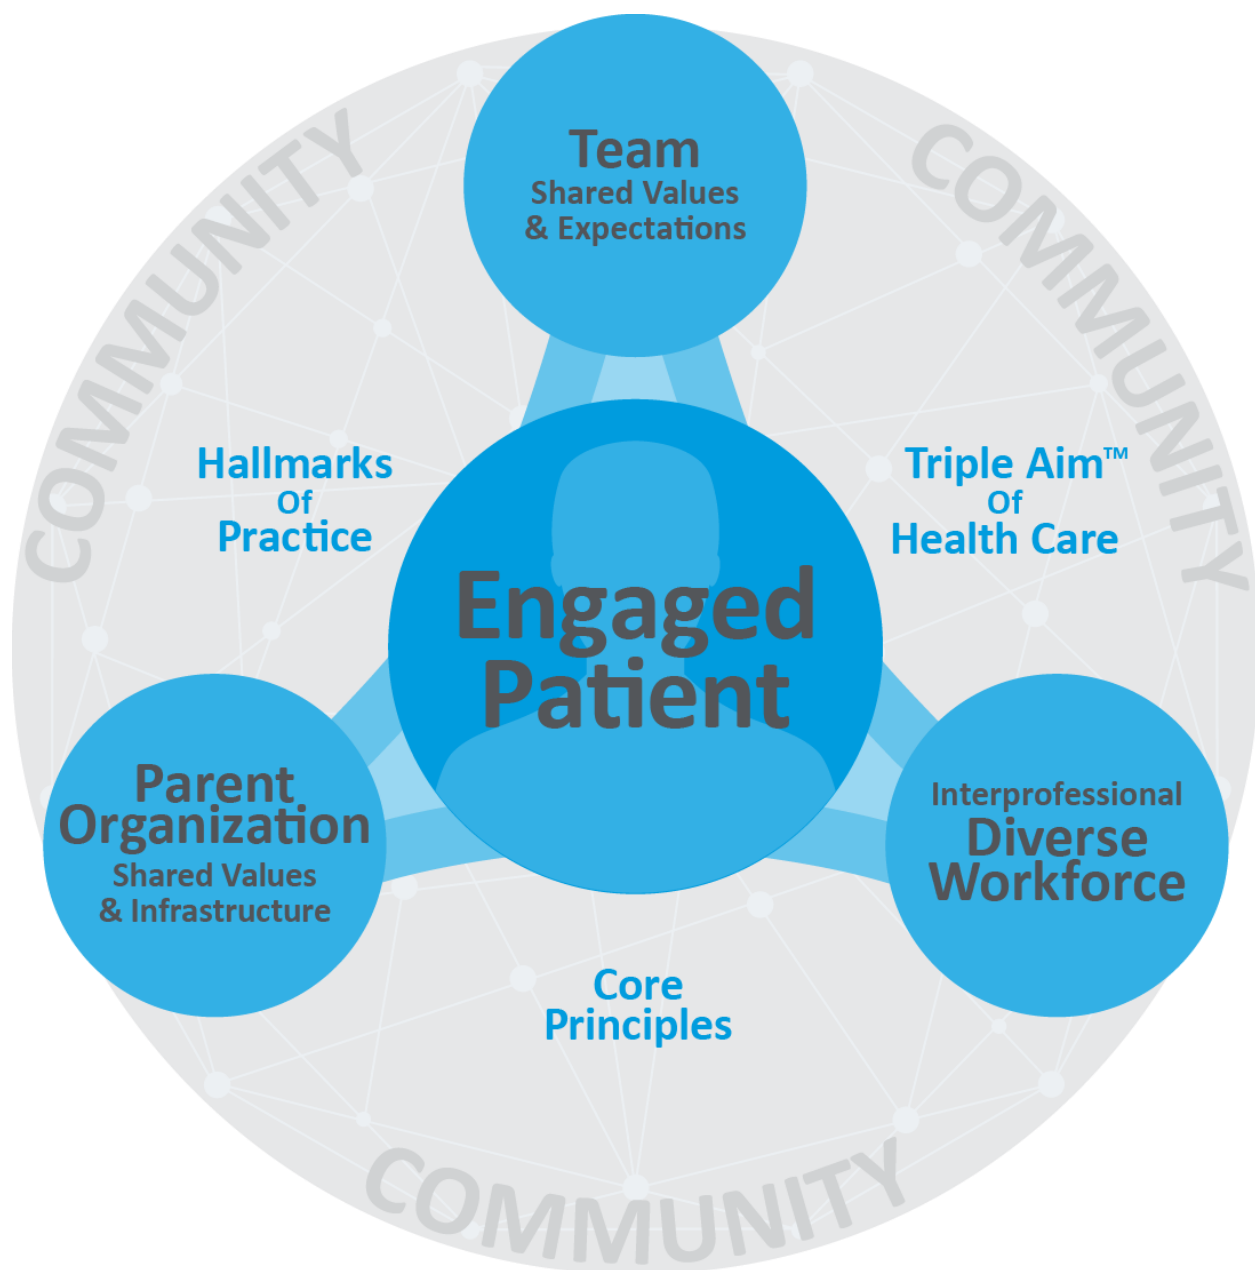 COMMUNITY
COMMUNITY
Team
Shared Values
& Expectations
Hallmarks
Of
Practice
Triple Aim™
Of
Health Care
Engaged
Patient
Parent
Organization
Shared Values
& Infrastructure
Interprofessional
Diverse
Workforce
Core
Principles
COMMUNITY